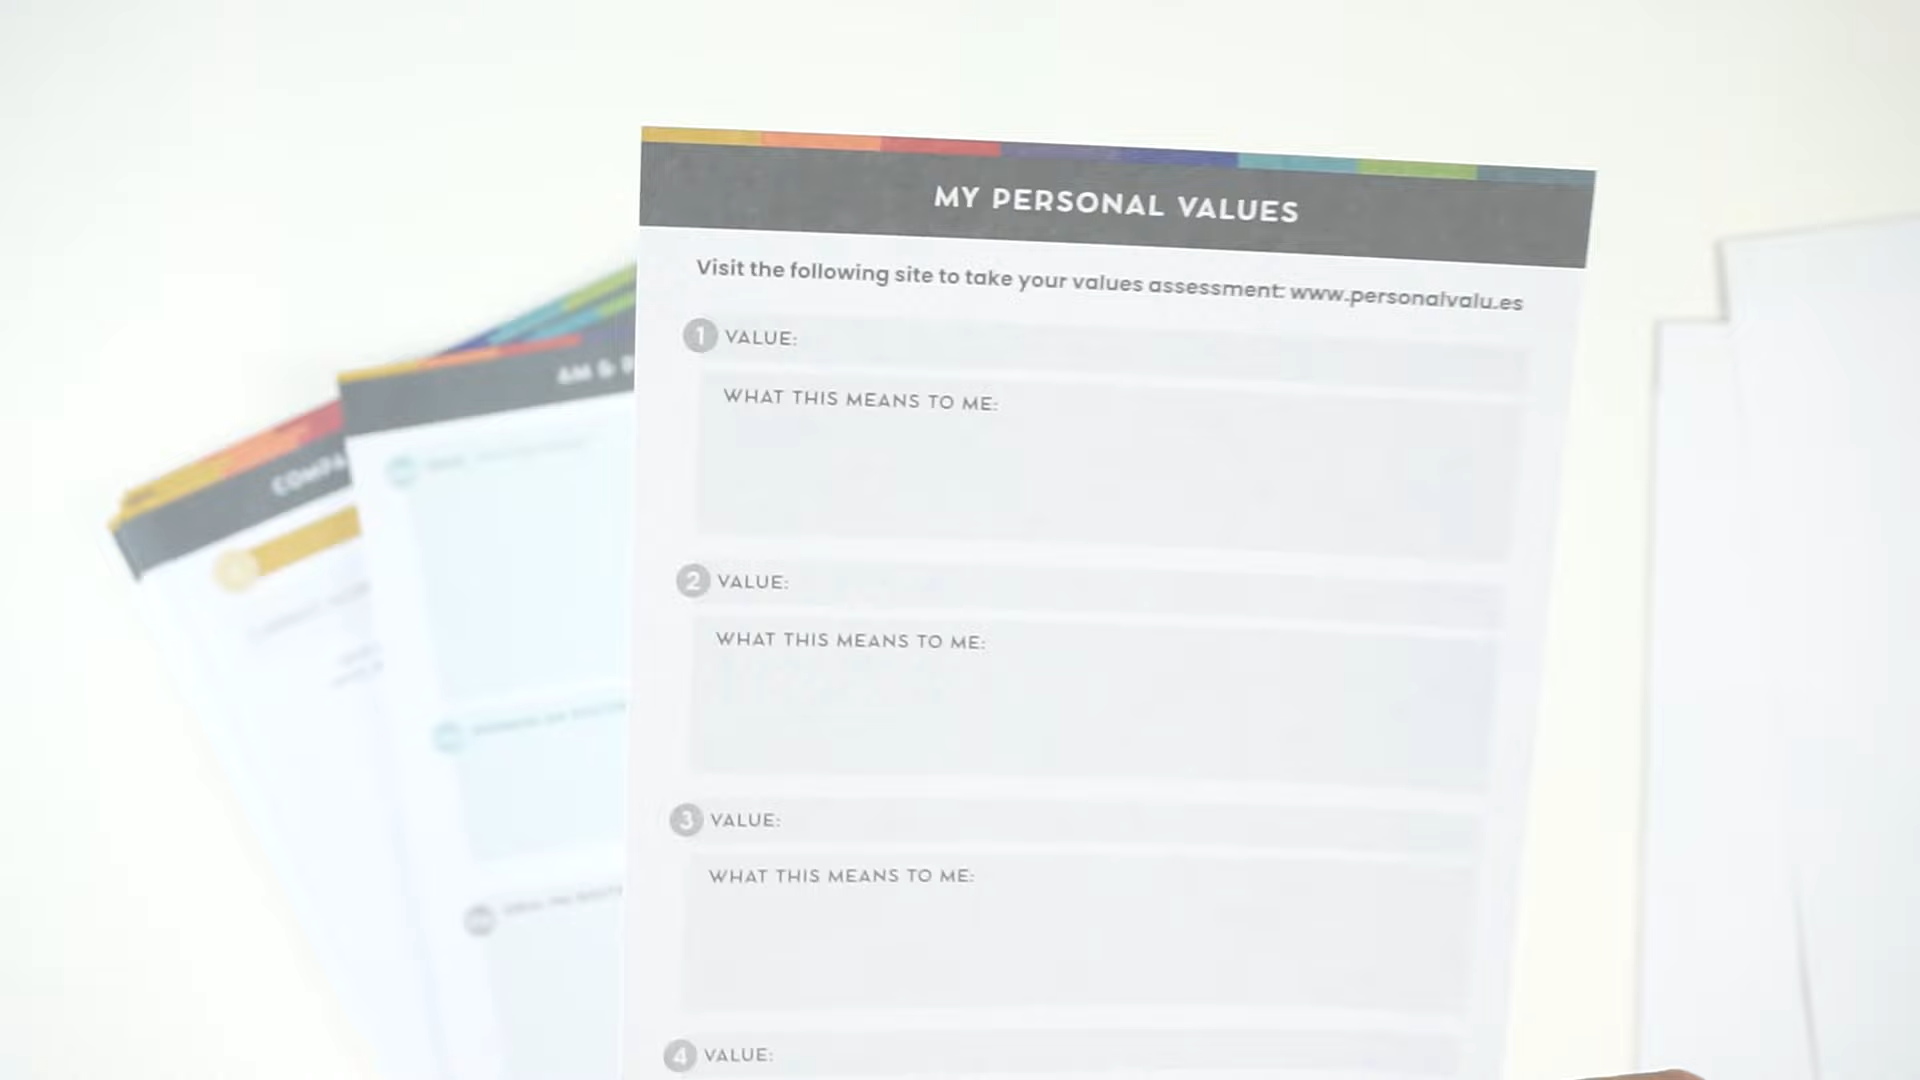 MY PERSONAL VALUES
Visit the following site to take your values assessment: www.personalvalu.es
1 VALUE:
WHAT THIS MEANS TO ME:
2 VALUE:
WHAT THIS MEANS TO ME:
3 VALUE:
WHAT THIS MEANS TO ME:
4 VALUE:
AM &